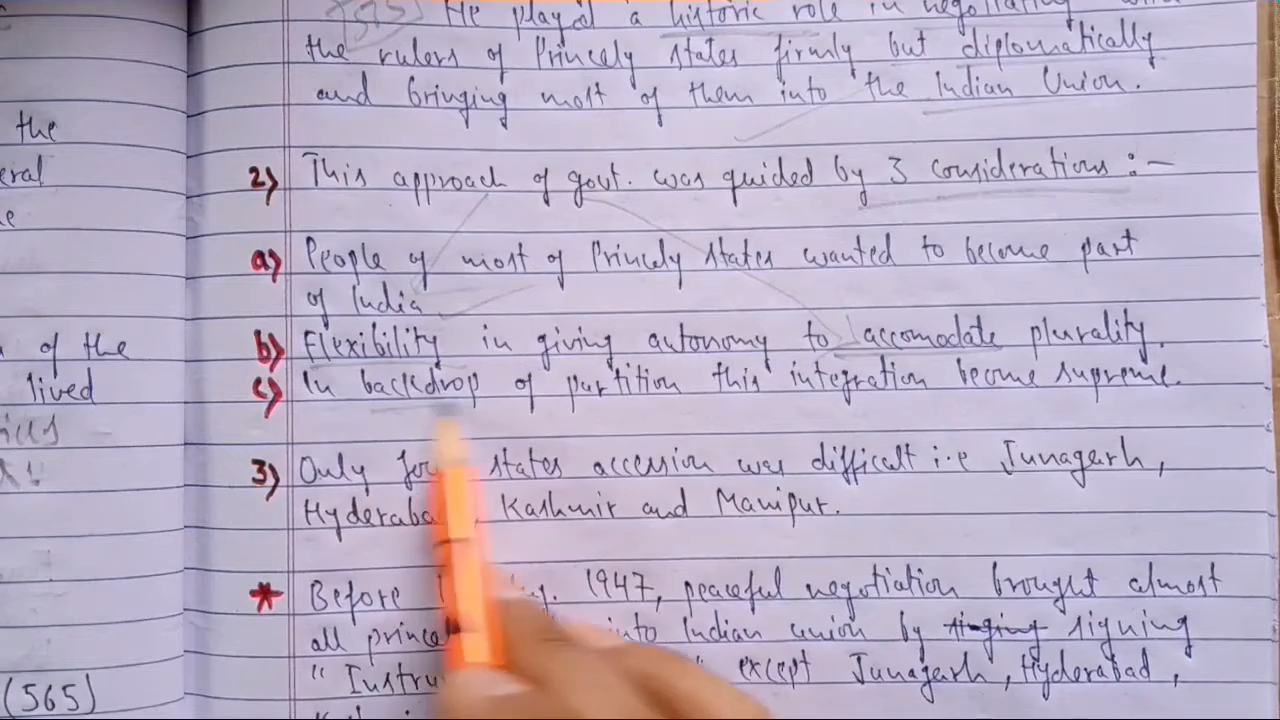 the
eral
of the
lived
(565)
He played a historic role in negotiating
the rulers of Princely states firmly but diplomatically
and bringing most of them into the Indian Union.
2) This approach of govt. was guided by 3 considerations :-
a) People of most of Princely states wanted to become part
of India
b) Flexibility in giving autonomy to accomodate plurality.
c) In backdrop of partition this integration become supreme.
3) Only states accession was difficult i.e Junagarh,
Hyderabad, Kashmir and Manipur.
* Before 1947, peaceful negotiation brought almost
all into Indian union by signing
" except Junagarh, Hyderabad,